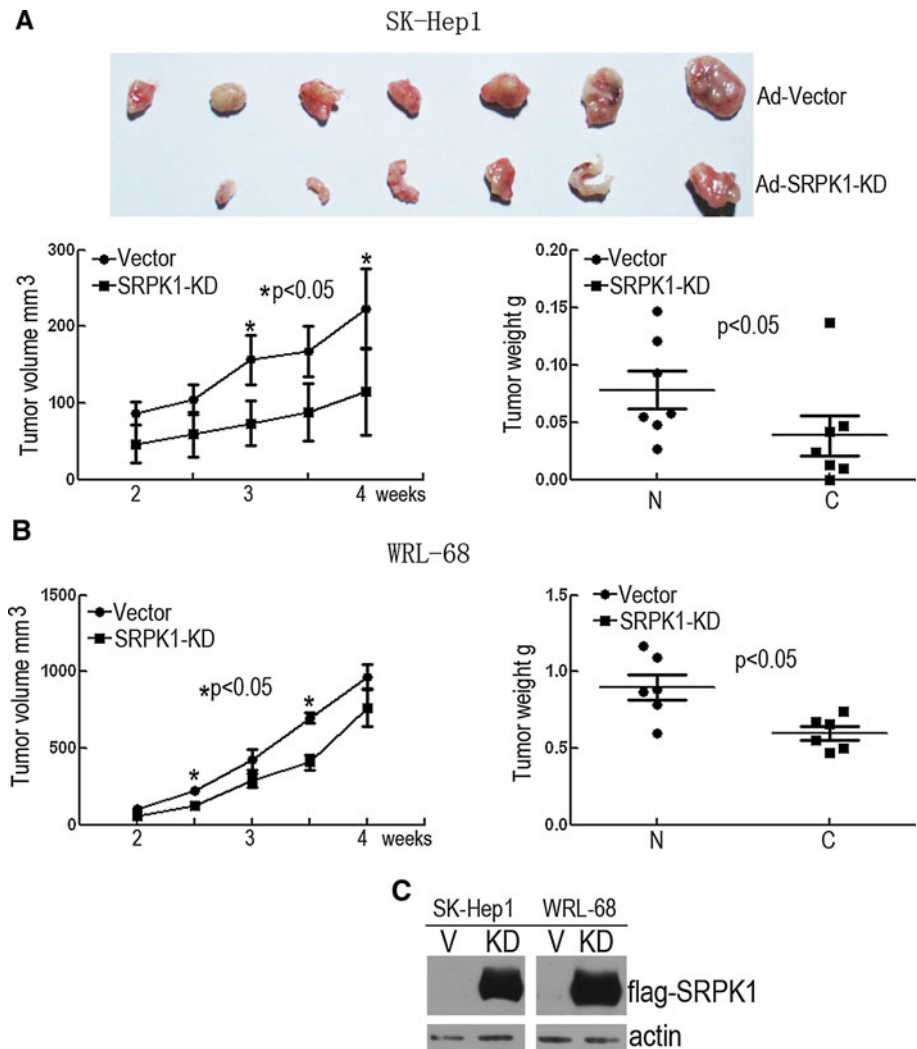 A
SK-Hep1
Ad-Vector
Ad-SRPK1-KD
Tumor volume mm3
300
200
100
0
Vector
SRPK1-KD
*p<0.05
*
*
2
3
4
weeks
Tumor weight g
0.20
0.15
0.10
0.05
0.00
Vector
SRPK1-KD
p<0.05
N
C
B
WRL-68
Tumor volume mm3
1500
1000
500
0
Vector
SRPK1-KD
*p<0.05
*
*
2
3
4
weeks
Tumor weight g
1.5
1.0
0.5
0.0
Vector
SRPK1-KD
p<0.05
N
C
C
SK-Hep1 WRL-68
V KD V KD
flag-SRPK1
actin